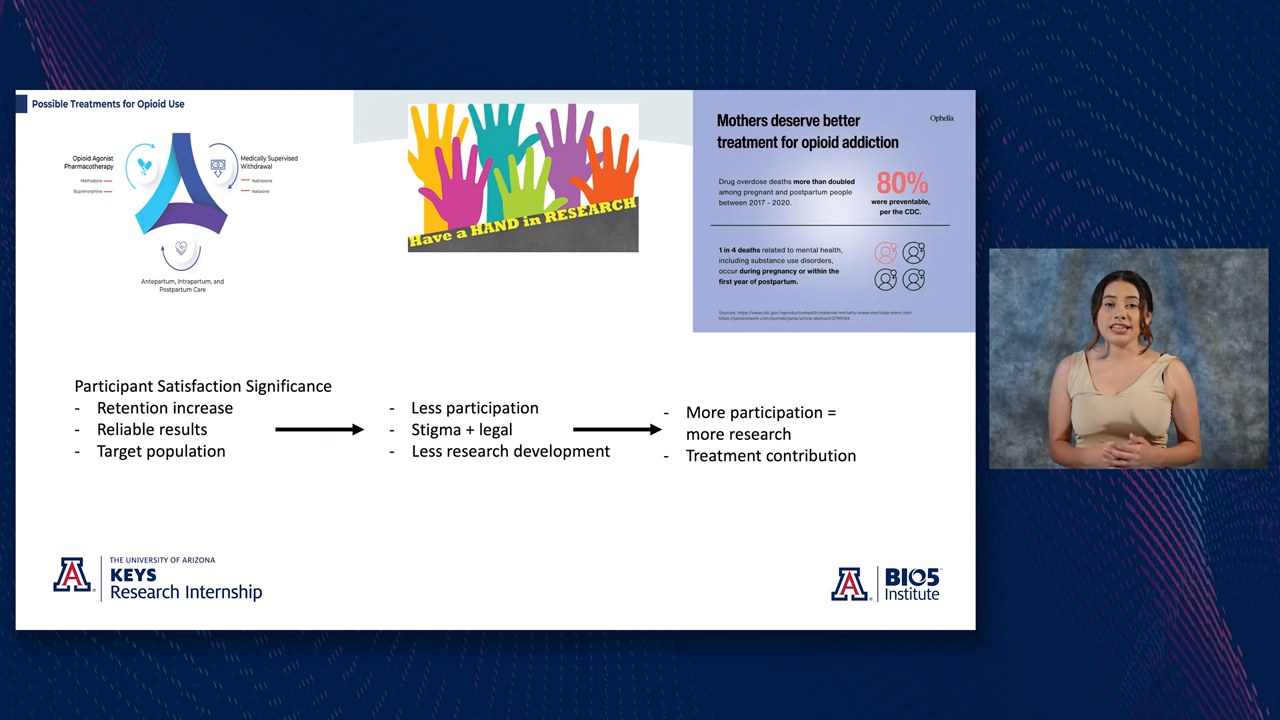 Possible Treatments for Opioid Use
Opioid Agonist
Pharmacotherapy
Methadone
Buprenorphine
Medically Supervised
Withdrawal
Naltrexone
Naloxone
Antepartum, Intrapartum, and
Postpartum Care
Have a HAND in RESEARCH
Mothers deserve better
treatment for opioid addiction
Ophelia
Drug overdose deaths more than doubled
among pregnant and postpartum people
between 2017 - 2020.
80%
were preventable,
per the CDC.
1 in 4 deaths related to mental health,
including substance use disorders,
occur during pregnancy or within the
first year of postpartum.
Participant Satisfaction Significance
- Retention increase
- Reliable results
- Target population
- Less participation
- Stigma + legal
- Less research development
- More participation =
more research
- Treatment contribution
A
THE UNIVERSITY OF ARIZONA
KEYS
Research Internship
A
BIO5
Institute